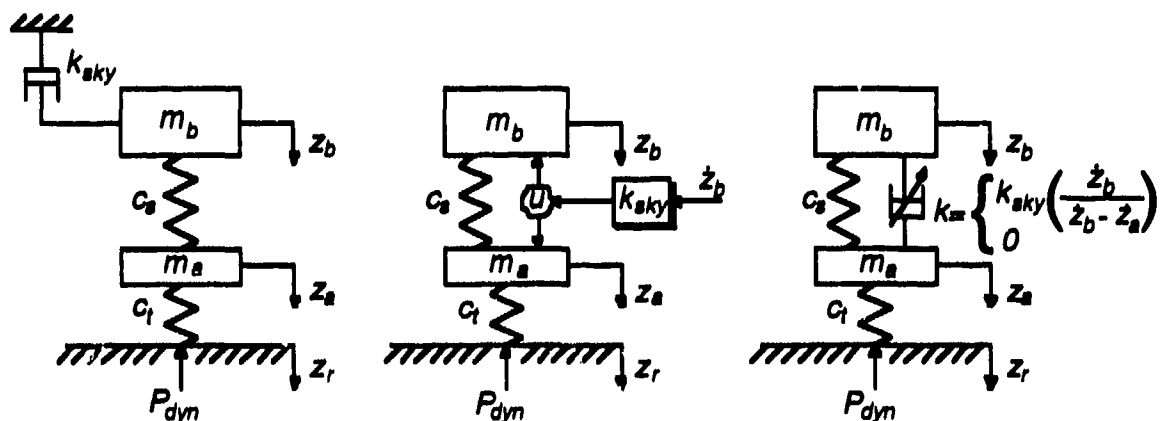 k_sky
m_b
z_b
c_s
m_a
z_a
c_t
z_r
P_dyn
m_b
z_b
ż_b
c_s
u
k_sky
m_a
z_a
c_t
z_r
P_dyn
m_b
z_b
c_s
k = { k_sky ( ż_b / ż_b - ż_a )
0
m_a
z_a
c_t
z_r
P_dyn